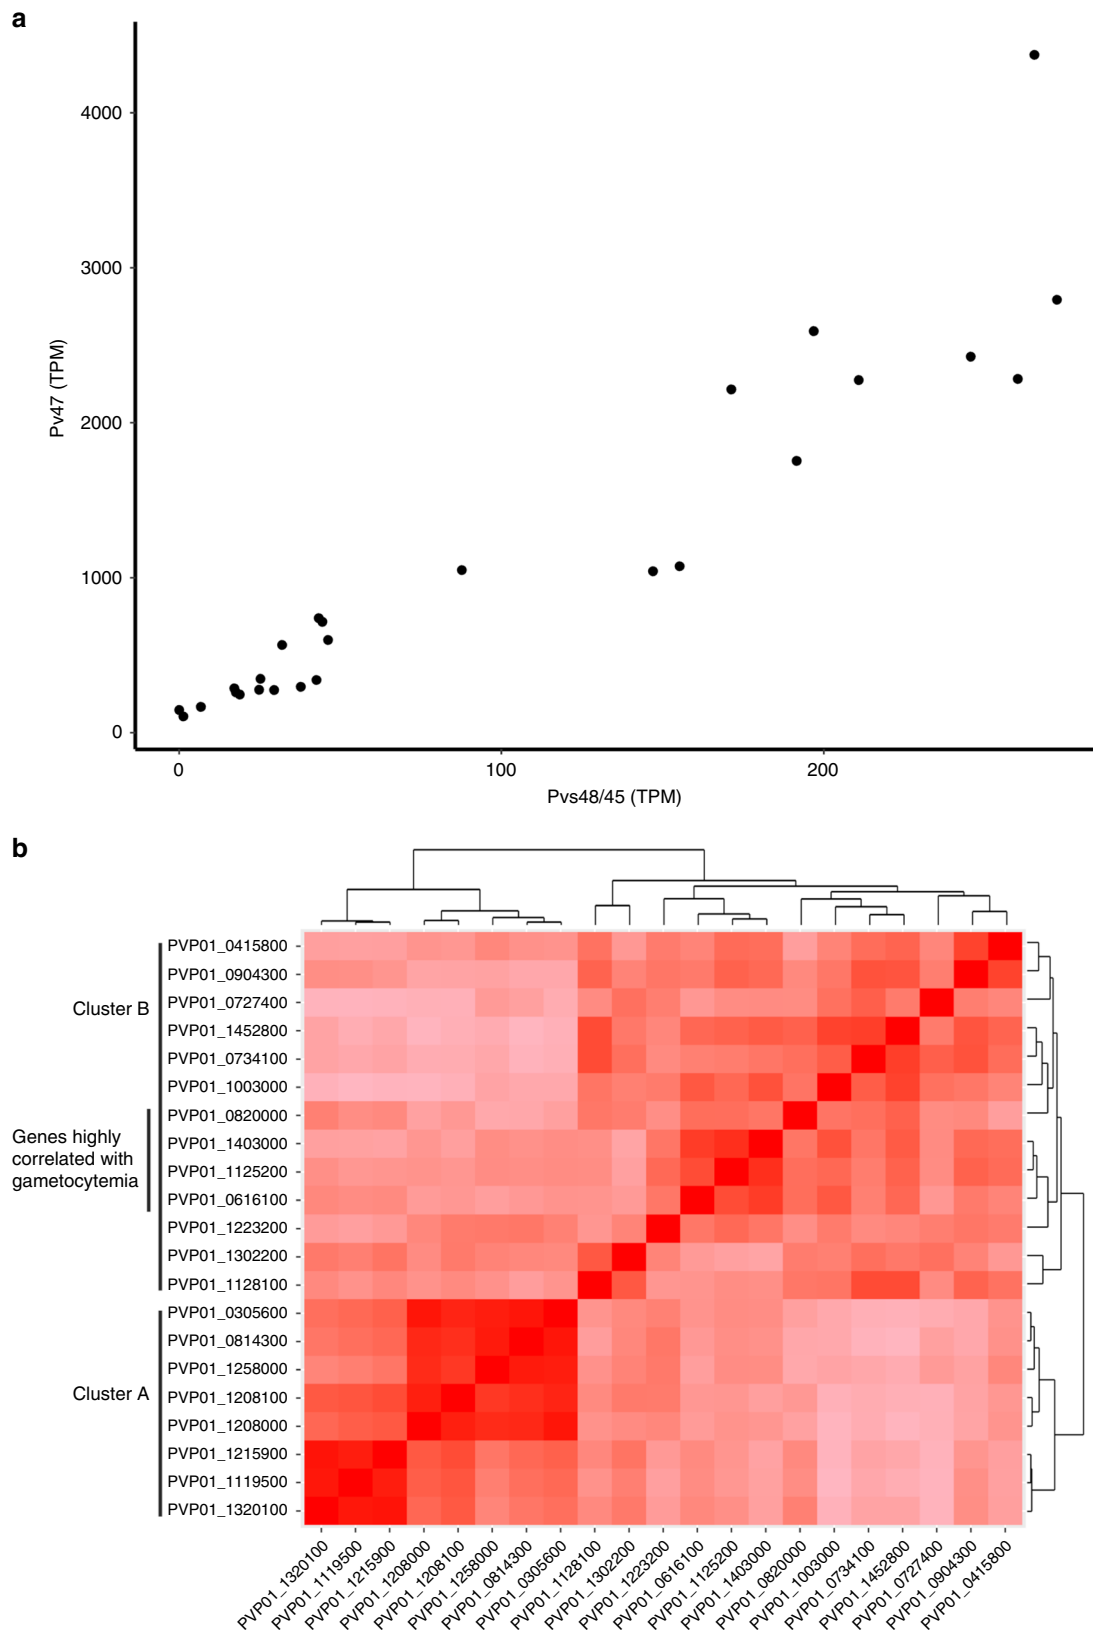 a
4000
3000
2000
1000
0
Pv47 (TPM)
0 100 200
Pvs48/45 (TPM)
b
Cluster B
Genes highly
correlated with
gametocytemia
Cluster A
PVP01_0415800
PVP01_0904300
PVP01_0727400
PVP01_1452800
PVP01_0734100
PVP01_1003000
PVP01_0820000
PVP01_1403000
PVP01_1125200
PVP01_0616100
PVP01_1223200
PVP01_1302200
PVP01_1128100
PVP01_0305600
PVP01_0814300
PVP01_1258000
PVP01_1208100
PVP01_1208000
PVP01_1215900
PVP01_1119500
PVP01_1320100
PVP01_1320100
PVP01_1119500
PVP01_1215900
PVP01_1208000
PVP01_1208100
PVP01_1258000
PVP01_0814300
PVP01_0305600
PVP01_1128100
PVP01_1302200
PVP01_1223200
PVP01_0616100
PVP01_1125200
PVP01_1403000
PVP01_0820000
PVP01_1003000
PVP01_0734100
PVP01_1452800
PVP01_0727400
PVP01_0904300
PVP01_0415800